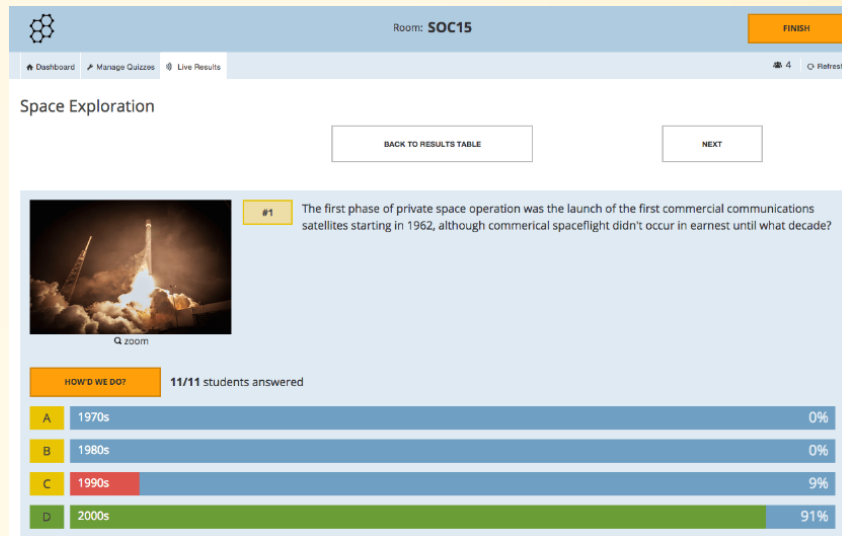 Room: SOC15
FINISH
Dashboard Manage Quizzes Live Results
4 Refresh
Space Exploration
BACK TO RESULTS TABLE
NEXT
#1 The first phase of private space operation was the launch of the first commercial communications
satellites starting in 1962, although commerical spaceflight didn't occur in earnest until what decade?
zoom
HOW'D WE DO? 11/11 students answered
A 1970s 0%
B 1980s 0%
C 1990s 9%
D 2000s 91%